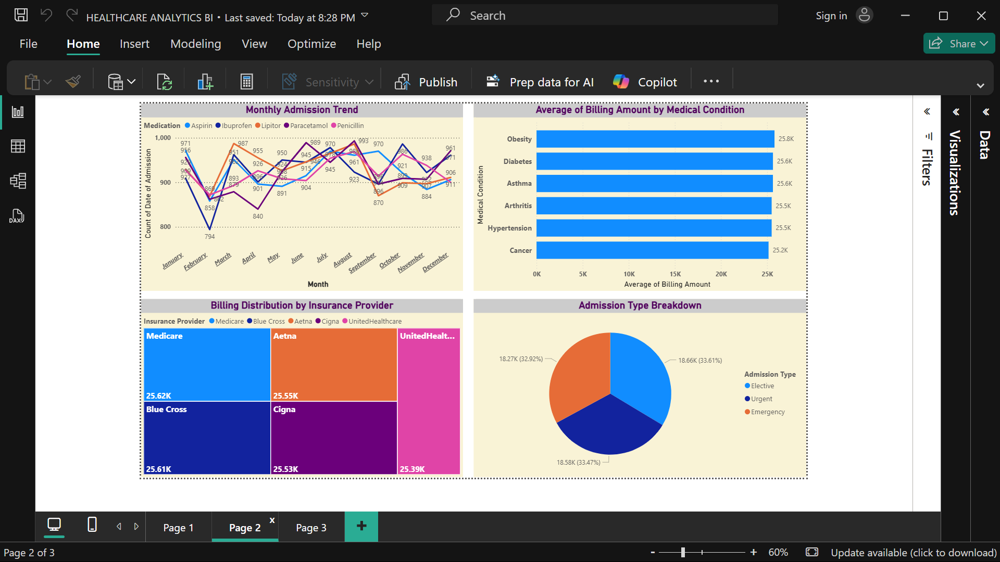 HEALTHCARE ANALYTICS BI • Last saved: Today at 8:28 PM
Search
Sign in
File Home Insert Modeling View Optimize Help
Share
Sensitivity
Publish
Prep data for AI
Copilot
Monthly Admission Trend
Medication Aspirin Ibuprofen Lipitor Paracetamol Penicillin
Count of Date of Admission
1,000
900
800
971
956
909
927
869
862
858
794
987
951
893
879
955
926
896
901
840
950
924
891
989
945
946
915
904
970
978
945
993
961
923
970
896
870
986
921
899
909
938
922
907
884
961
971
906
911
January February March April May June July August September October November December
Month
Average of Billing Amount by Medical Condition
Medical Condition
Obesity 25.8K
Diabetes 25.6K
Asthma 25.6K
Arthritis 25.5K
Hypertension 25.5K
Cancer 25.2K
0K 5K 10K 15K 20K 25K
Average of Billing Amount
Billing Distribution by Insurance Provider
Insurance Provider Medicare Blue Cross Aetna Cigna UnitedHealthcare
Medicare
25.62K
Aetna
25.55K
UnitedHealt...
25.39K
Blue Cross
25.61K
Cigna
25.53K
Admission Type Breakdown
18.27K (32.92%)
18.66K (33.61%)
18.58K (33.47%)
Admission Type
Elective
Urgent
Emergency
Filters
Visualizations
Data
DAX
Page 1
Page 2 x
Page 3
+
Page 2 of 3
- + 60%
Update available (click to download)